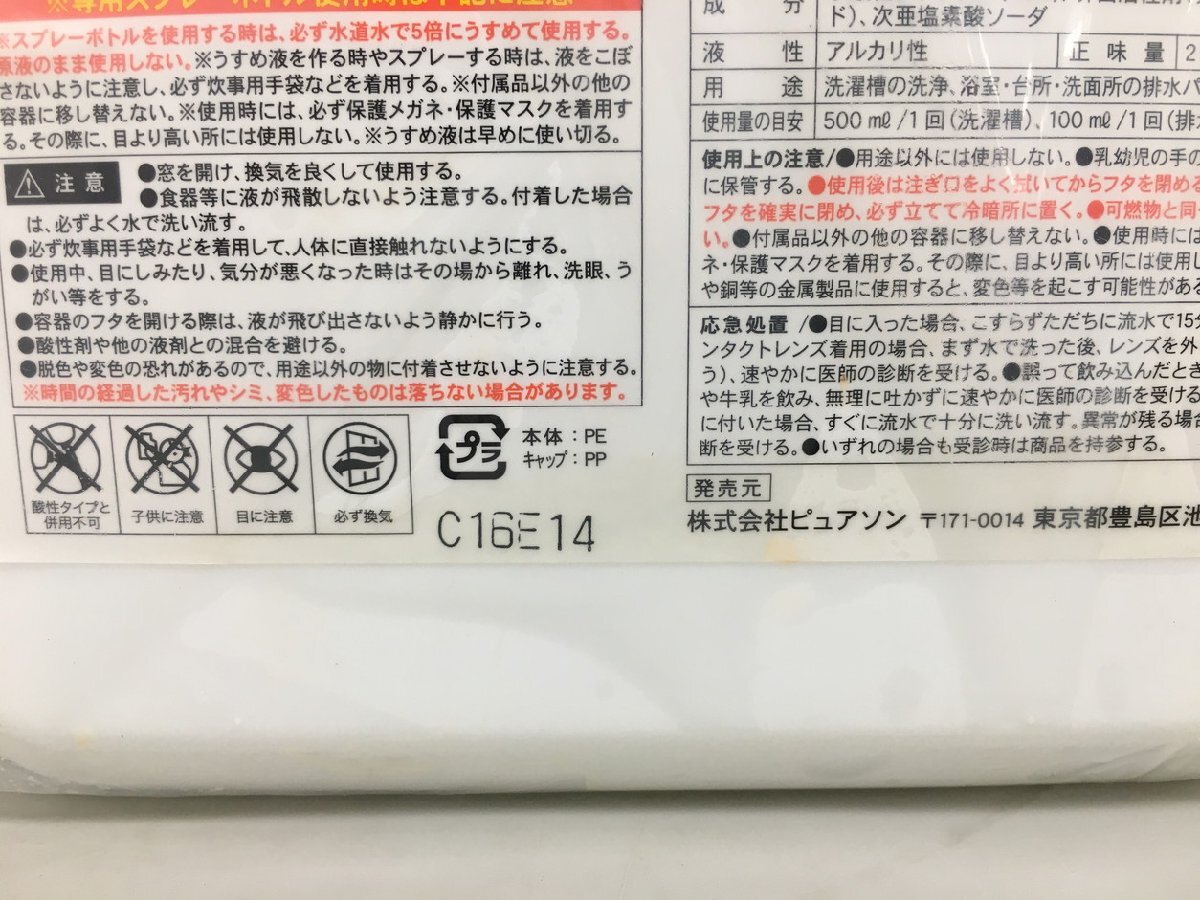 ※専用スプレーボトル使用時は下記に注意
※スプレーボトルを使用する時は、必ず水道水で5倍にうすめて使用する。
原液のまま使用しない。※うすめ液を作る時やスプレーする時は、液をこぼ
さないように注意し、必ず炊事用手袋などを着用する。※付属品以外の他の
容器に移し替えない。※使用時には、必ず保護メガネ・保護マスクを着用す
る。その際に、目より高い所には使用しない。※うすめ液は早めに使い切る。
注意
●窓を開け、換気を良くして使用する。
●食器等に液が飛散しないよう注意する。付着した場合
は、必ずよく水で洗い流す。
●必ず炊事用手袋などを着用して、人体に直接触れないようにする。
●使用中、目にしみたり、気分が悪くなった時はその場から離れ、洗眼、う
がい等をする。
●容器のフタを開ける際は、液が飛び出さないよう静かに行う。
●酸性剤や他の液剤との混合を避ける。
●脱色や変色の恐れがあるので、用途以外の物に付着させないように注意する。
※時間の経過した汚れやシミ、変色したものは落ちない場合があります。
酸性タイプと
併用不可
子供に注意
目に注意
必ず換気
プラ
本体：PE
キャップ：PP
C16E14
成分
ド)、次亜塩素酸ソーダ
液性 アルカリ性 正味量 2
用途 洗濯槽の洗浄、浴室・台所・洗面所の排水パ
使用量の目安 500㎖/1回(洗濯槽)、100㎖/1回(排
使用上の注意/●用途以外には使用しない。●乳幼児の手の
に保管する。●使用後は注ぎ口をよく拭いてからフタを閉める
フタを確実に閉め、必ず立てて冷暗所に置く。●可燃物と同
い。●付属品以外の他の容器に移し替えない。●使用時には
ネ・保護マスクを着用する。その際に、目より高い所には使用し
や銅等の金属製品に使用すると、変色等を起こす可能性がある
応急処置/●目に入った場合、こすらずただちに流水で15分
ンタクトレンズ着用の場合、まず水で洗った後、レンズを外
う)、速やかに医師の診断を受ける。●誤って飲み込んだとき
や牛乳を飲み、無理に吐かずに速やかに医師の診断を受ける
に付いた場合、すぐに流水で十分に洗い流す。異常が残る場合
断を受ける。●いずれの場合も受診時は商品を持参する。
発売元
株式会社ピュアソン 〒171-0014 東京都豊島区池